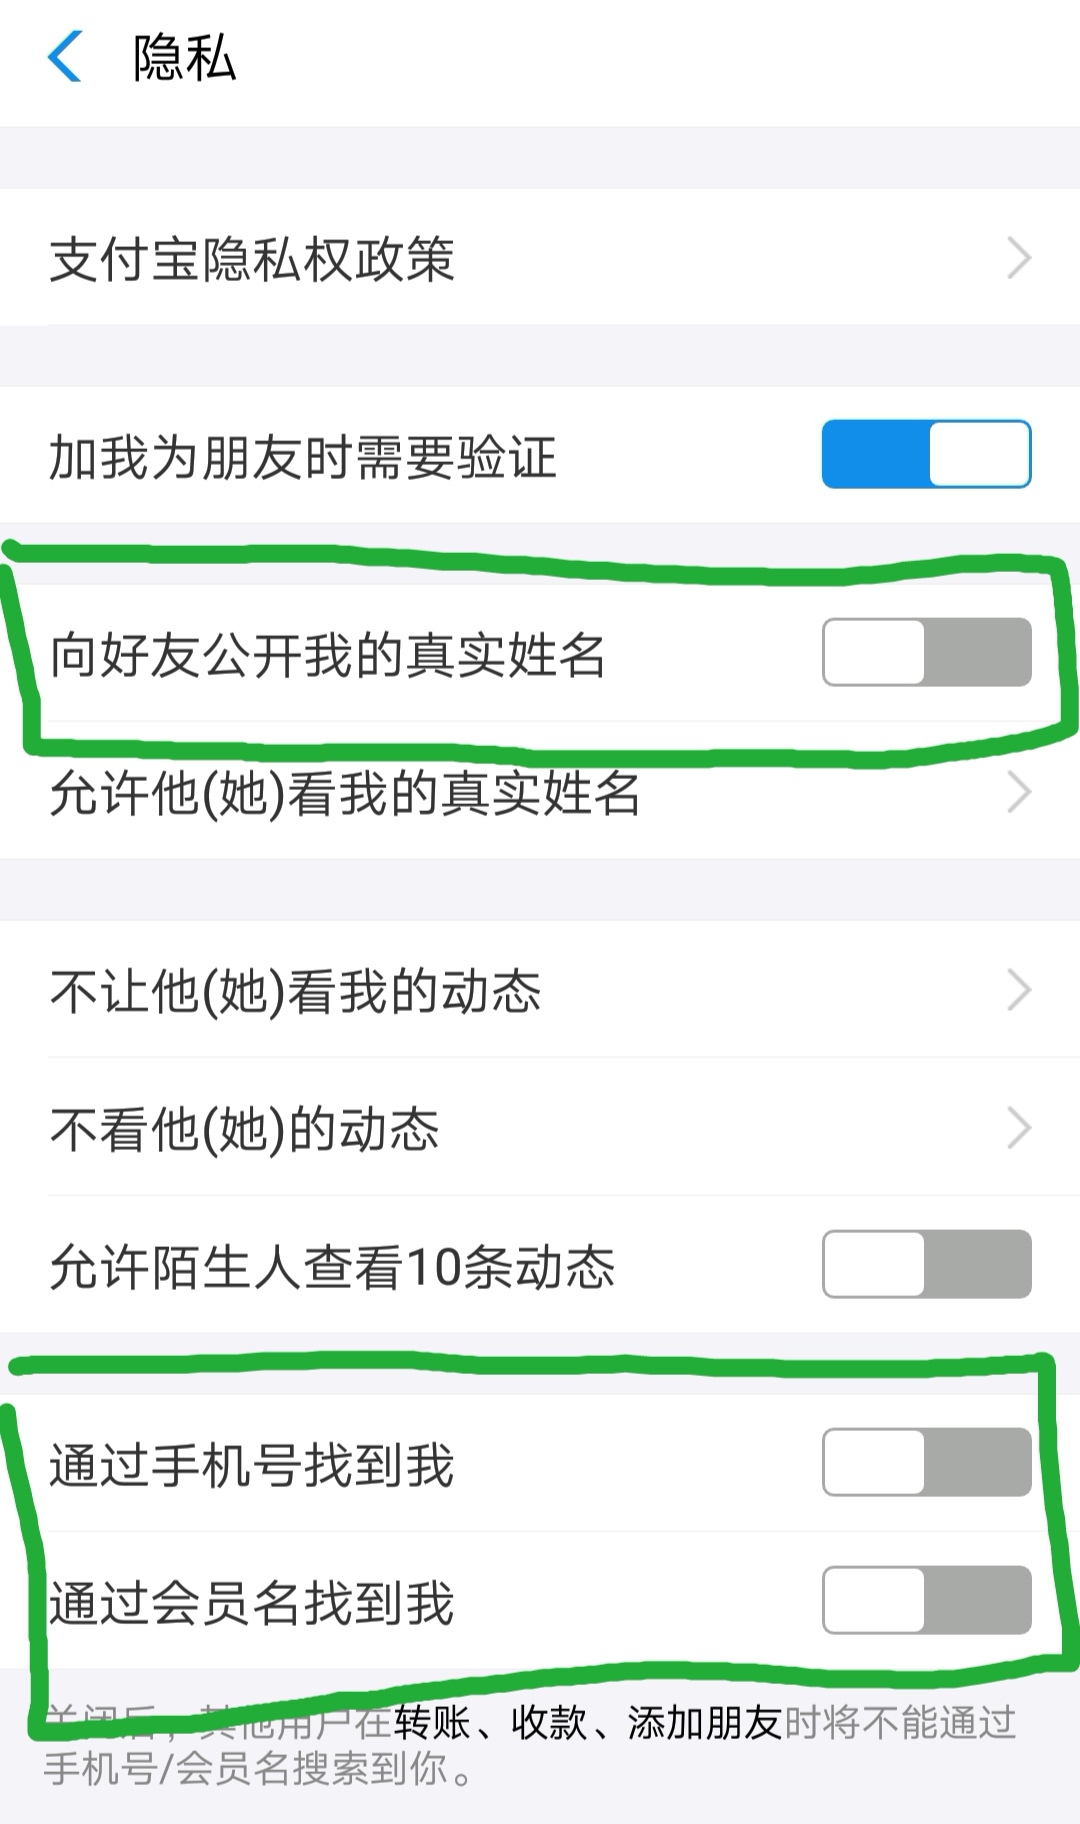 隐私
支付宝隐私权政策
加我为朋友时需要验证
向好友公开我的真实姓名
允许他(她)看我的真实姓名
不让他(她)看我的动态
不看他(她)的动态
允许陌生人查看10条动态
通过手机号找到我
通过会员名找到我
关闭后，其他用户在转账、收款、添加朋友时将不能通过
手机号/会员名搜索到你。